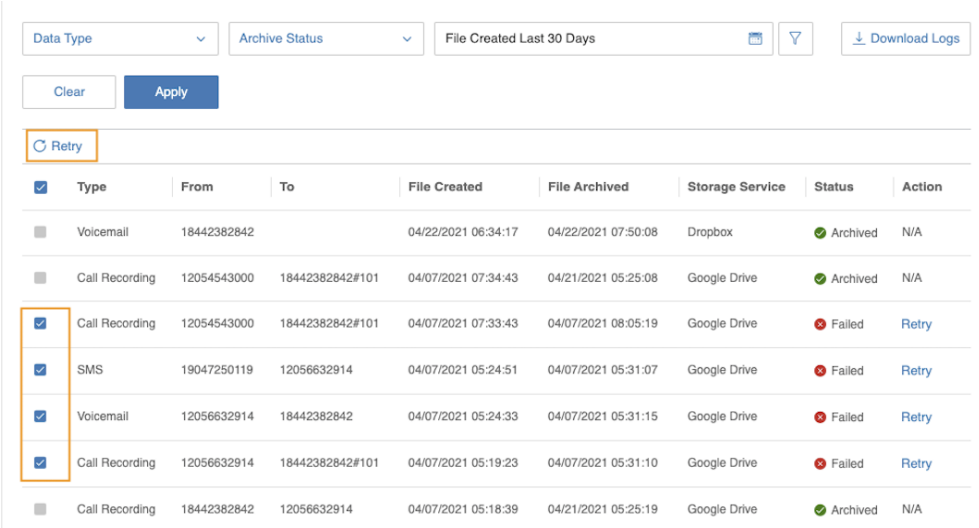 Data Type Archive Status File Created Last 30 Days Download Logs
Clear Apply
Retry
Type From To File Created File Archived Storage Service Status Action
Voicemail 18442382842 04/22/2021 06:34:17 04/22/2021 07:50:08 Dropbox Archived N/A
Call Recording 12054543000 18442382842#101 04/07/2021 07:34:43 04/21/2021 05:25:08 Google Drive Archived N/A
Call Recording 12054543000 18442382842#101 04/07/2021 07:33:43 04/07/2021 08:05:19 Google Drive Failed Retry
SMS 19047250119 12056632914 04/07/2021 05:24:51 04/07/2021 05:31:07 Google Drive Failed Retry
Voicemail 12056632914 18442382842 04/07/2021 05:24:33 04/07/2021 05:31:15 Google Drive Failed Retry
Call Recording 12056632914 18442382842#101 04/07/2021 05:19:23 04/07/2021 05:31:10 Google Drive Failed Retry
Call Recording 18442382842 12056632914 04/07/2021 05:18:39 04/21/2021 05:25:19 Google Drive Archived N/A